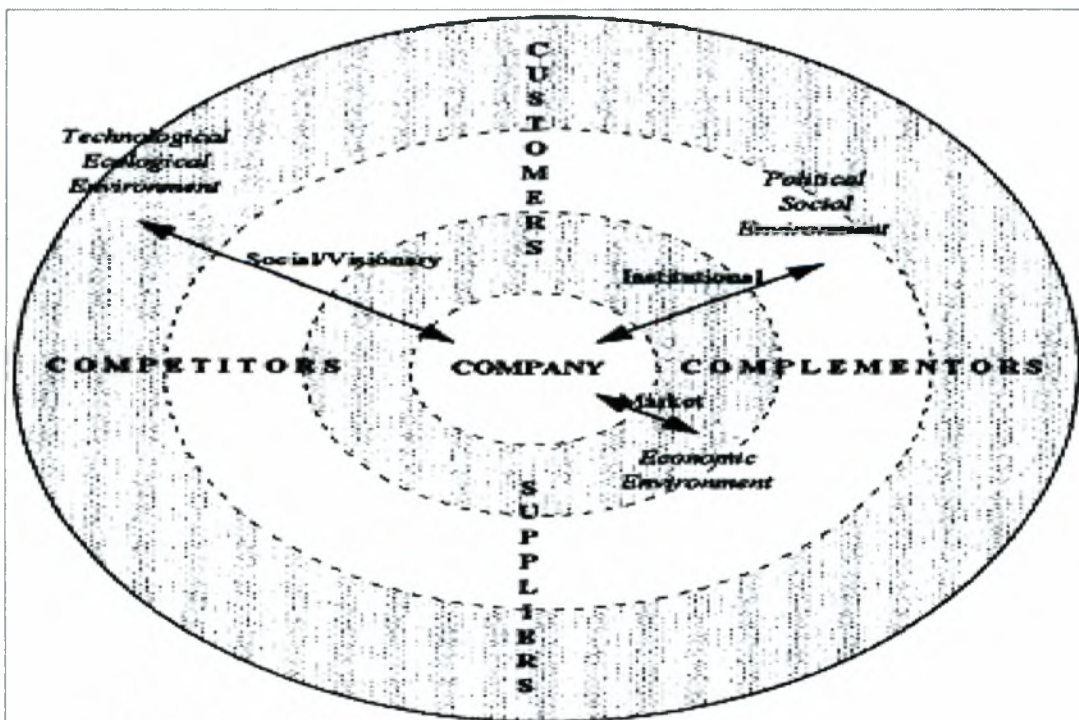 CUSTOMERS
Technological
Ecological
Environment
Political
Social
Environment
Social/Visionary
Institutional
COMPETITORS
COMPANY
COMPLEMENTORS
Market
Economic
Environment
SUPPLIERS